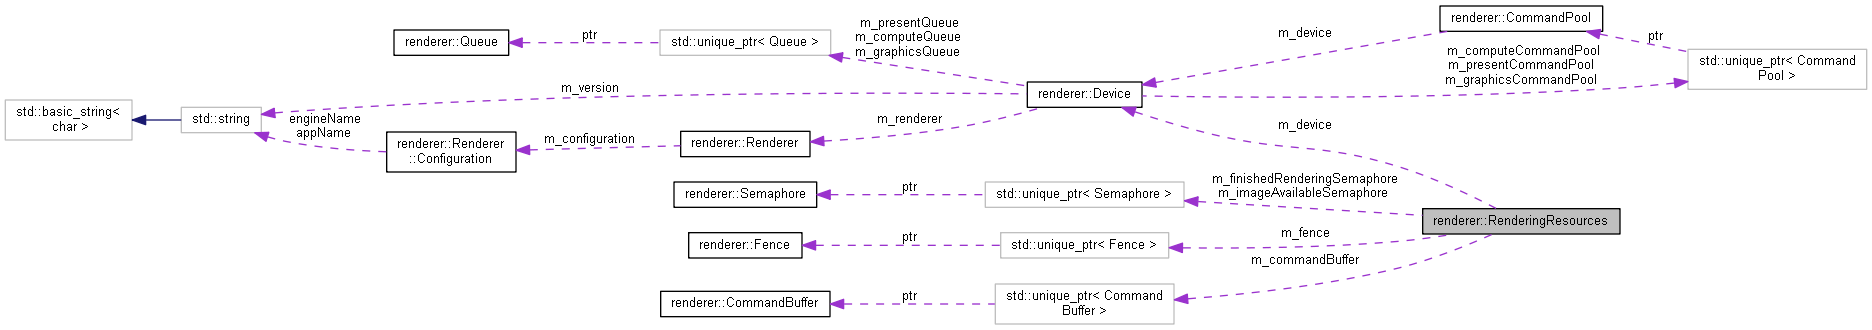 renderer::Queue
ptr
std::unique_ptr< Queue >
m_presentQueue
m_computeQueue
m_graphicsQueue
m_device
renderer::CommandPool
ptr
std::unique_ptr< Command
Pool >
m_computeCommandPool
m_presentCommandPool
m_graphicsCommandPool
renderer::Device
m_version
std::basic_string<
char >
std::string
engineName
appName
renderer::Renderer
::Configuration
m_configuration
renderer::Renderer
m_renderer
m_device
renderer::Semaphore
ptr
std::unique_ptr< Semaphore >
m_finishedRenderingSemaphore
m_imageAvailableSemaphore
renderer::RenderingResources
renderer::Fence
ptr
std::unique_ptr< Fence >
m_fence
m_commandBuffer
renderer::CommandBuffer
ptr
std::unique_ptr< Command
Buffer >